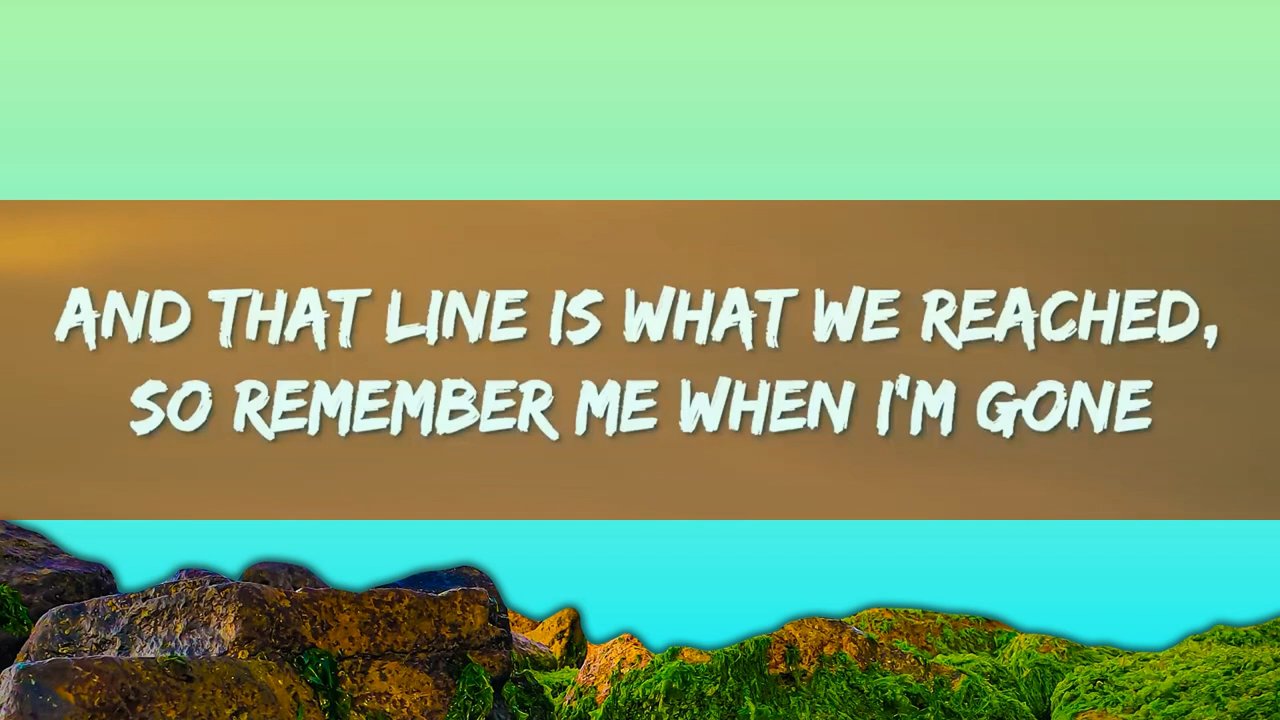 AND THAT LINE IS WHAT WE REACHED,
SO REMEMBER ME WHEN I'M GONE